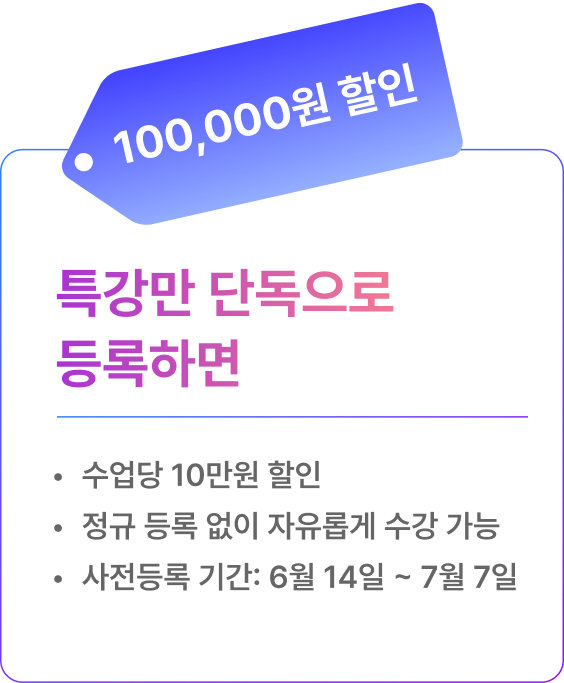 100,000원 할인
특강만 단독으로
등록하면
• 수업당 10만원 할인
• 정규 등록 없이 자유롭게 수강 가능
• 사전등록 기간: 6월 14일 ~ 7월 7일